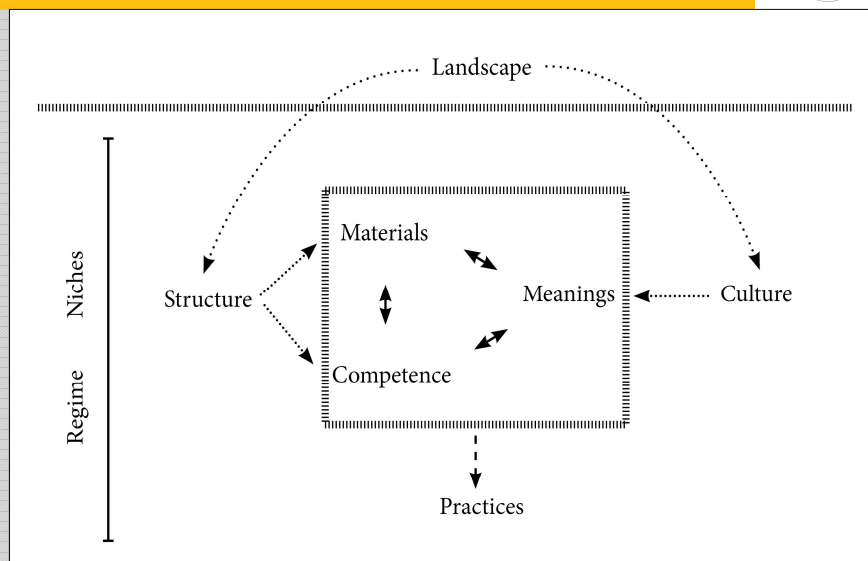 Landscape
Niches
Regime
Structure
Materials
Meanings
Competence
Culture
Practices